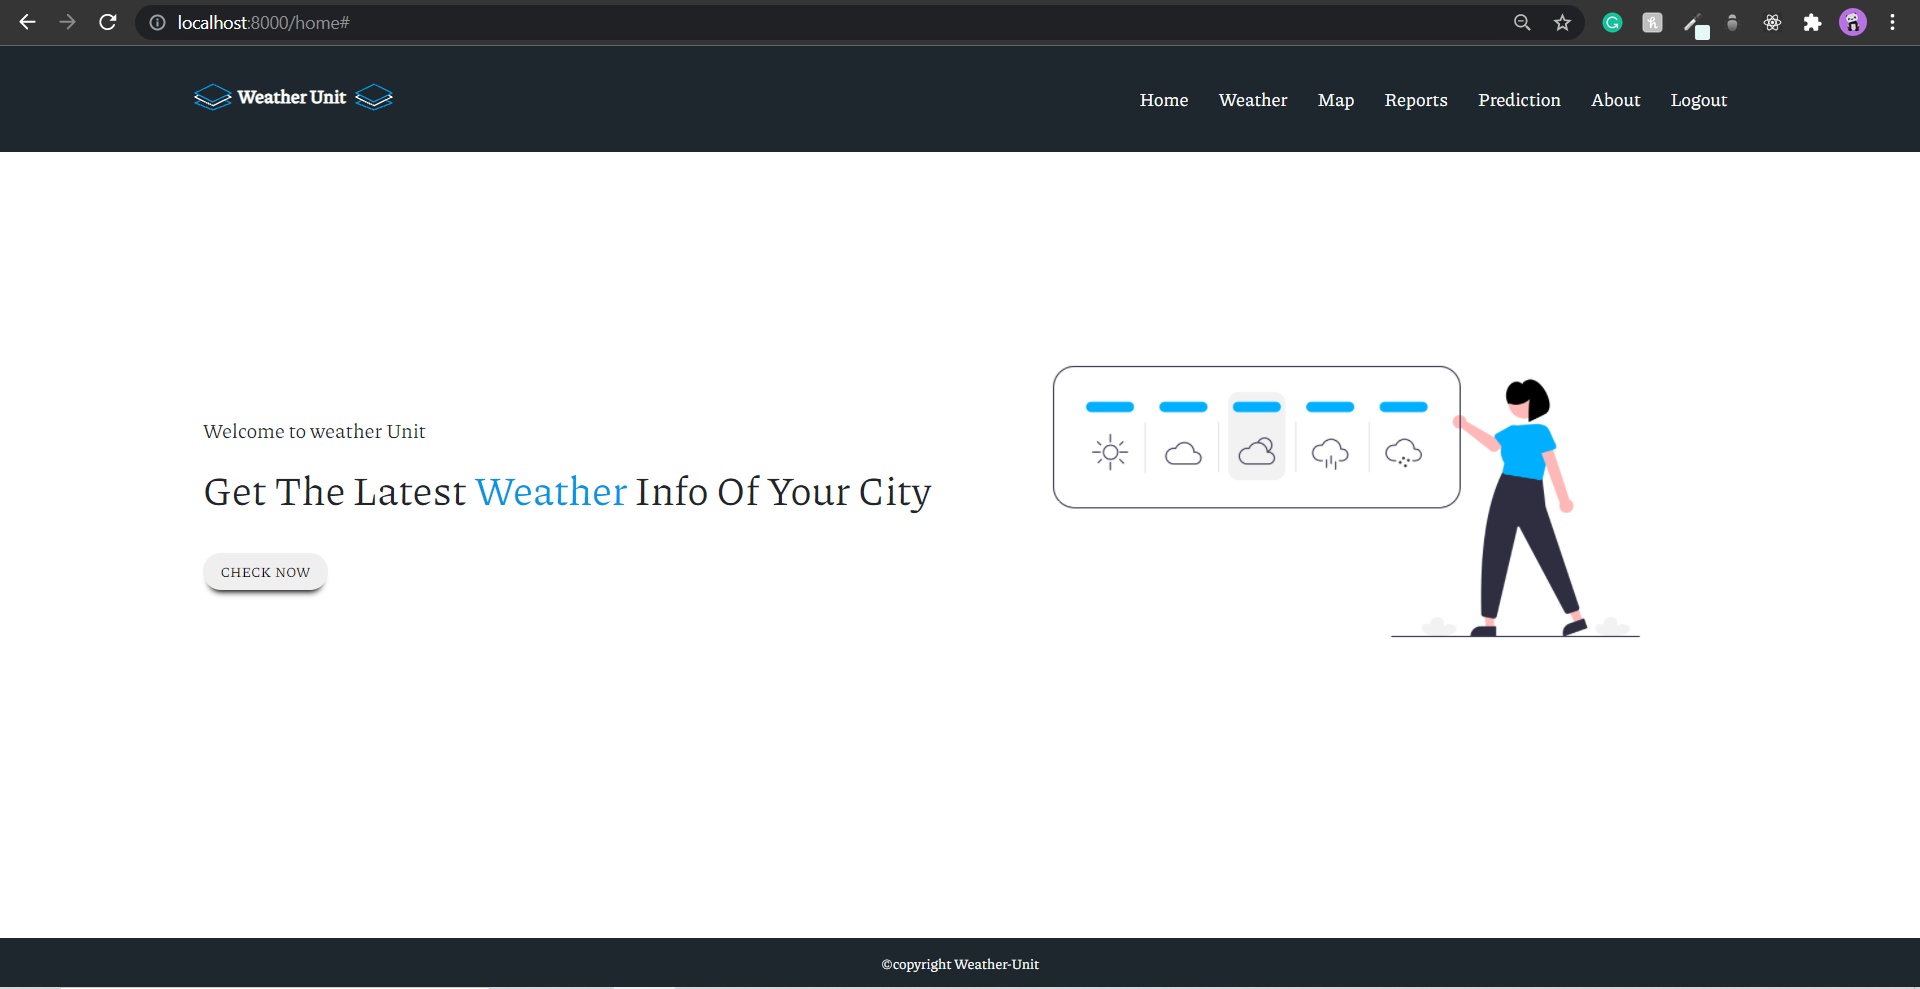 localhost:8000/home#
Weather Unit
Home Weather Map Reports Prediction About Logout
Welcome to weather Unit
Get The Latest Weather Info Of Your City
CHECK NOW
©copyright Weather-Unit